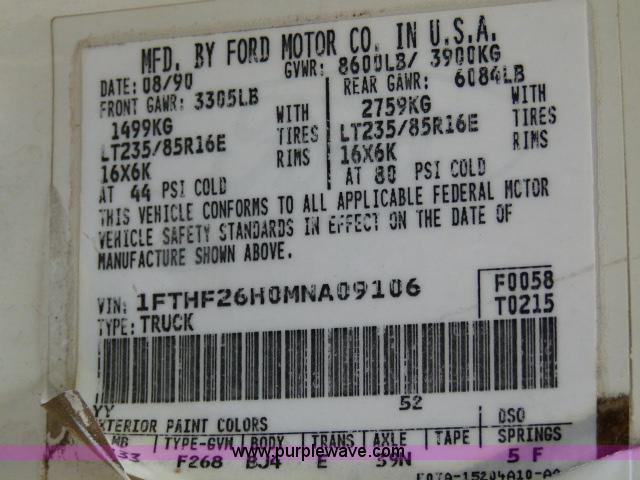 MFD. BY FORD MOTOR CO. IN U.S.A.
DATE: 08/90 GVWR: 8600LB/ 3900KG
FRONT GAWR: 3305LB REAR GAWR: 6084LB
1499KG WITH 2759KG WITH
LT235/85R16E TIRES LT235/85R16E TIRES
16X6K RIMS 16X6K RIMS
AT 44 PSI COLD AT 80 PSI COLD
THIS VEHICLE CONFORMS TO ALL APPLICABLE FEDERAL MOTOR
VEHICLE SAFETY STANDARDS IN EFFECT ON THE DATE OF
MANUFACTURE SHOWN ABOVE.
VIN: 1FTHF26H0MNA09106 F0058
TYPE: TRUCK T0215
YY 52
EXTERIOR PAINT COLORS DSO
WB TYPE-GVW BODY TRANS AXLE TAPE SPRINGS
133 F268 BJ4 E 39N 5 F
www.purplewave.com